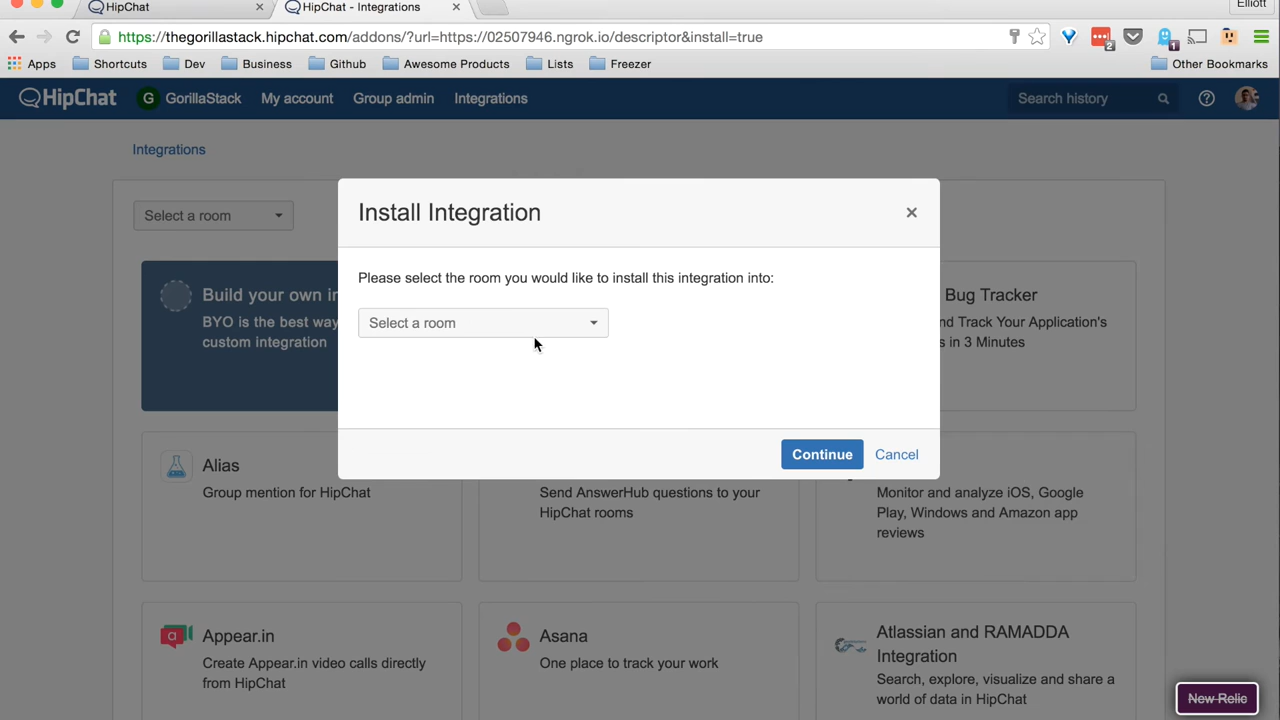 HipChat
HipChat - Integrations
Elliott
https://thegorillastack.hipchat.com/addons/?url=https://02507946.ngrok.io/descriptor&install=true
2
1
Apps
Shortcuts
Dev
Business
Github
Awesome Products
Lists
Freezer
Other Bookmarks
HipChat
G
GorillaStack
My account
Group admin
Integrations
Search history
Integrations
Select a room
Install Integration
Please select the room you would like to install this integration into:
Select a room
Continue
Cancel
Build your own in
BYO is the best way
custom integration
Bug Tracker
nd Track Your Application's
s in 3 Minutes
Alias
Group mention for HipChat
Send AnswerHub questions to your
HipChat rooms
Monitor and analyze iOS, Google
Play, Windows and Amazon app
reviews
a
Appear.in
Create Appear.in video calls directly
from HipChat
Asana
One place to track your work
Atlassian and RAMADDA
Integration
Search, explore, visualize and share a
world of data in HipChat
New Relic